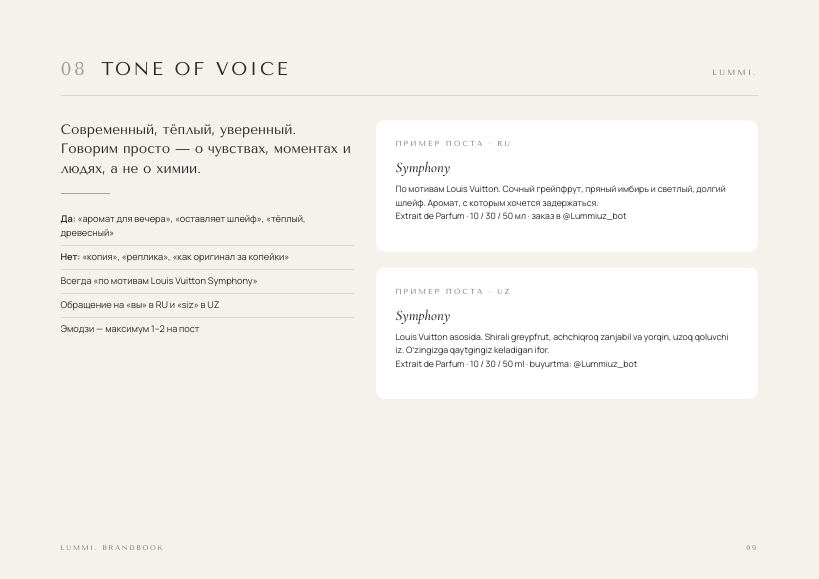 08 TONE OF VOICE
LUMMI.
Современный, тёплый, уверенный.
Говорим просто — о чувствах, моментах и
людях, а не о химии.
Да: «аромат для вечера», «оставляет шлейф», «тёплый,
древесный»
Нет: «копия», «реплика», «как оригинал за копейки»
Всегда «по мотивам Louis Vuitton Symphony»
Обращение на «вы» в RU и «siz» в UZ
Эмодзи — максимум 1–2 на пост
ПРИМЕР ПОСТА · RU
Symphony
По мотивам Louis Vuitton. Сочный грейпфрут, пряный имбирь и светлый, долгий
шлейф. Аромат, с которым хочется задержаться.
Extrait de Parfum · 10 / 30 / 50 мл · заказ в @Lummiuz_bot
ПРИМЕР ПОСТА · UZ
Symphony
Louis Vuitton asosida. Shirali greypfrut, achchiqroq zanjabil va yorqin, uzoq qoluvchi
iz. O'zingizga qaytgingiz keladigan ifor.
Extrait de Parfum · 10 / 30 / 50 ml · buyurtma: @Lummiuz_bot
LUMMI. BRANDBOOK
09